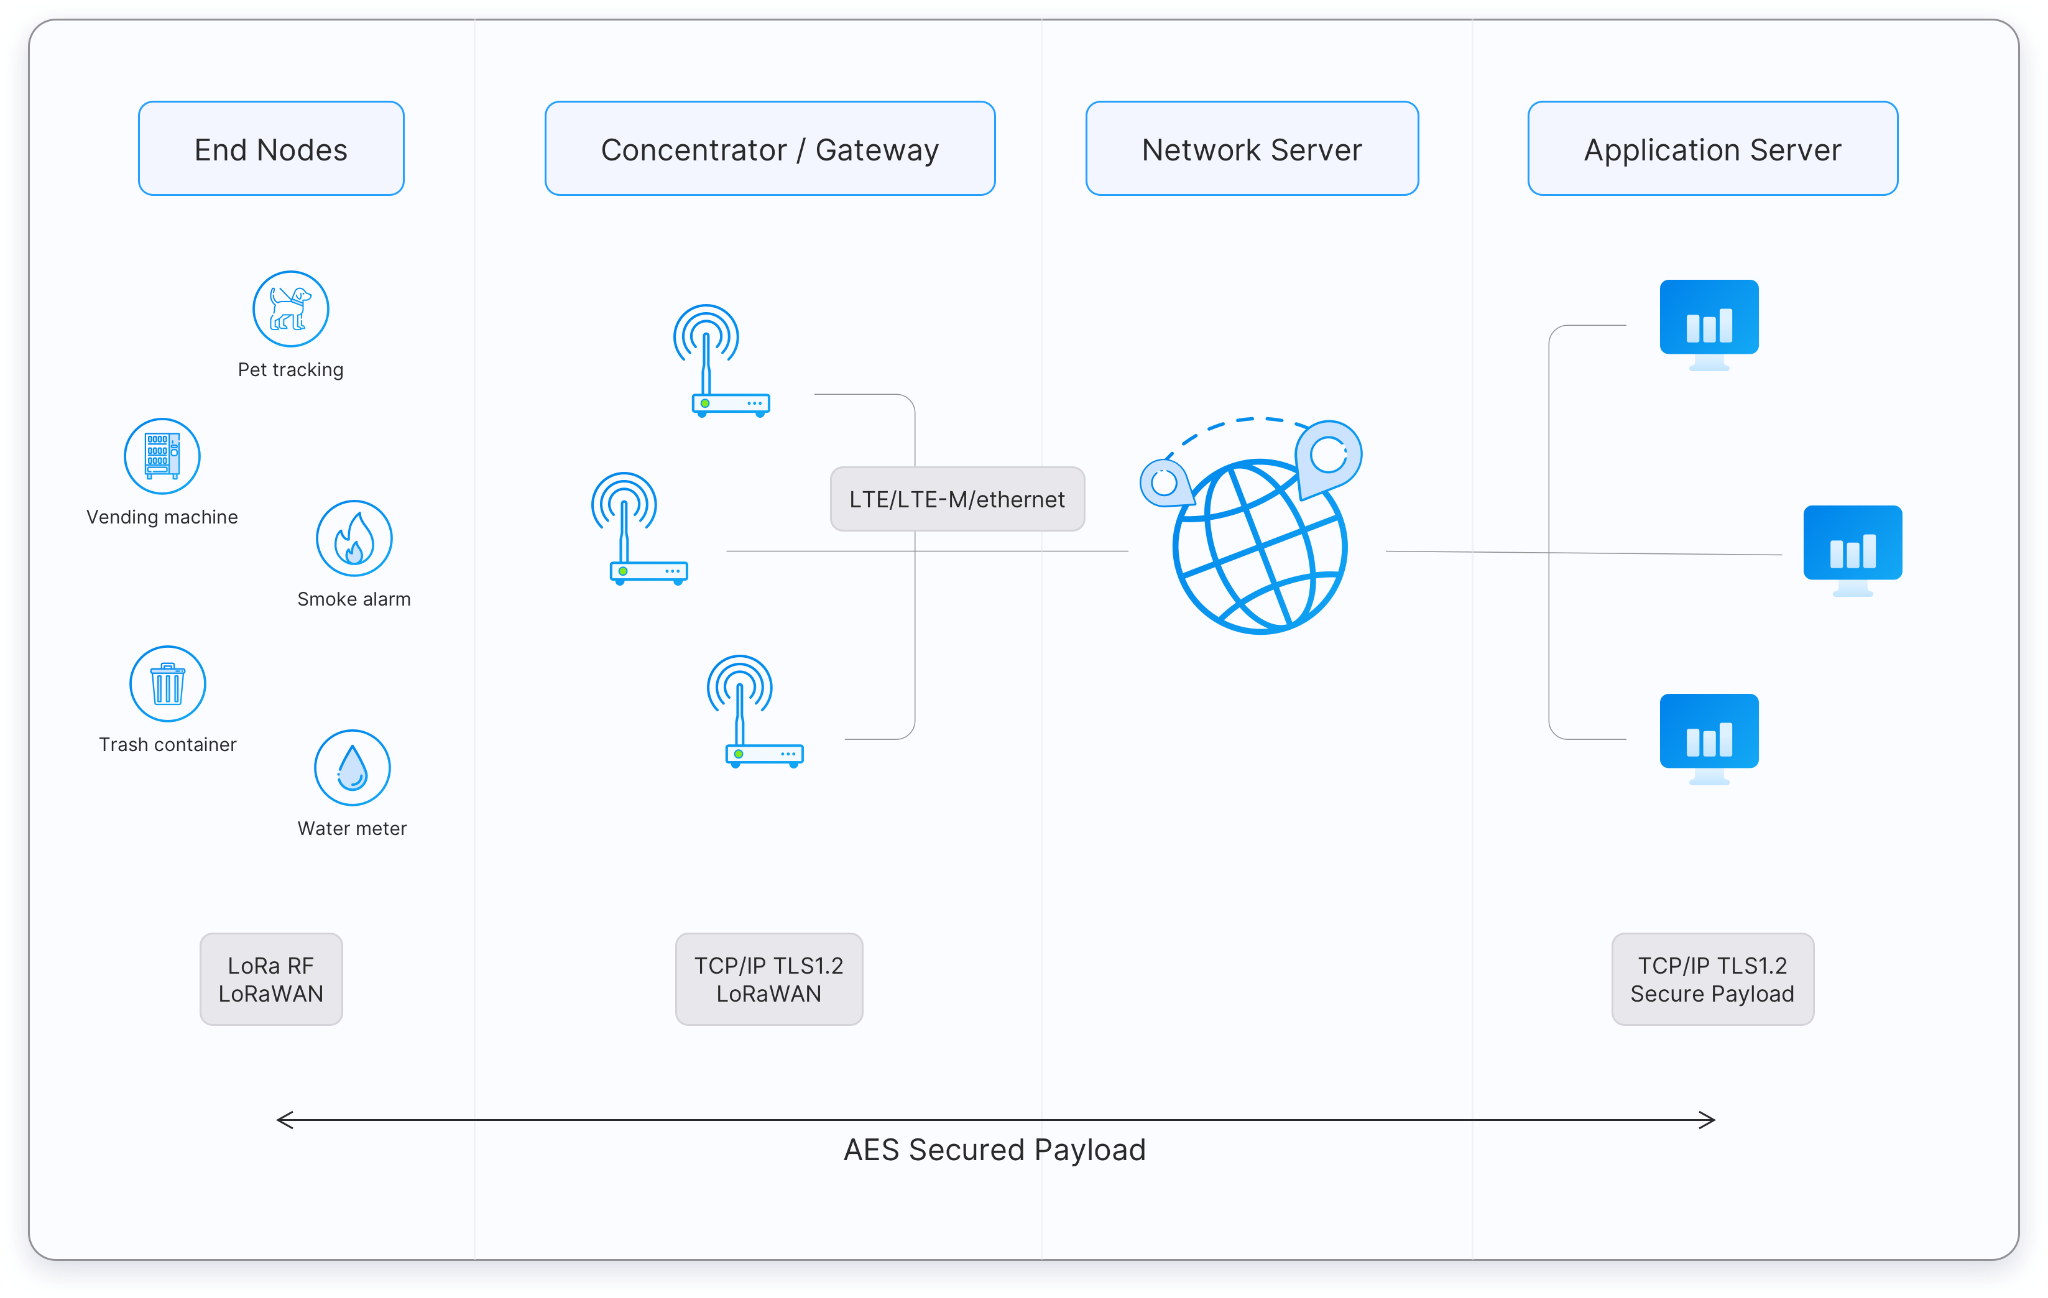 End Nodes
Concentrator / Gateway
Network Server
Application Server
Pet tracking
Vending machine
Smoke alarm
Trash container
Water meter
LTE/LTE-M/ethernet
LoRa RF
LoRaWAN
TCP/IP TLS1.2
LoRaWAN
TCP/IP TLS1.2
Secure Payload
AES Secured Payload